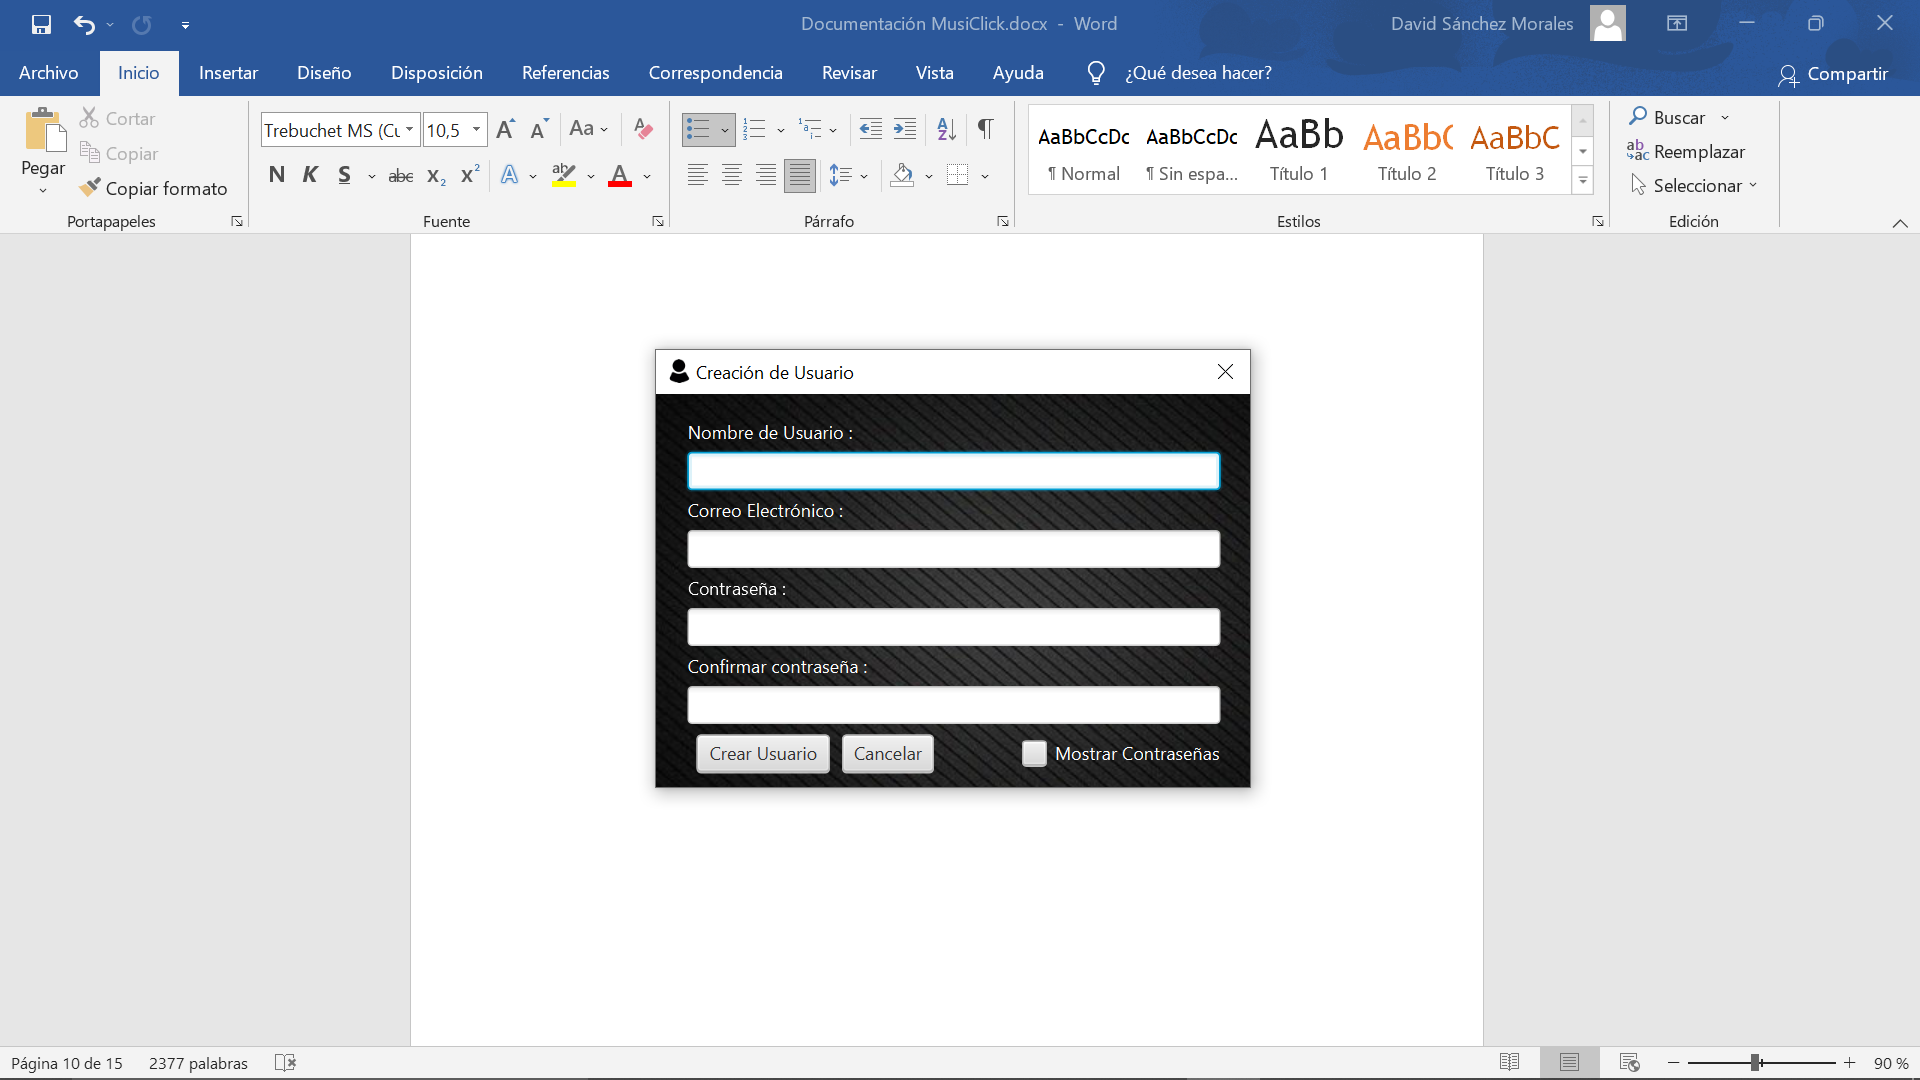 Documentación MusiClick.docx - Word
David Sánchez Morales
Archivo Inicio Insertar Diseño Disposición Referencias Correspondencia Revisar Vista Ayuda ¿Qué desea hacer? Compartir
Pegar
Cortar
Copiar
Copiar formato
Portapapeles
Trebuchet MS (Cu 10,5
N K S abc X₂ X²
Fuente
Párrafo
AaBbCcDc AaBbCcDc AaBb AaBbC AaBbC
¶ Normal ¶ Sin espa... Título 1 Título 2 Título 3
Estilos
Buscar
Reemplazar
Seleccionar
Edición
Creación de Usuario
Nombre de Usuario :
Correo Electrónico :
Contraseña :
Confirmar contraseña :
Crear Usuario Cancelar Mostrar Contraseñas
Página 10 de 15 2377 palabras 90 %